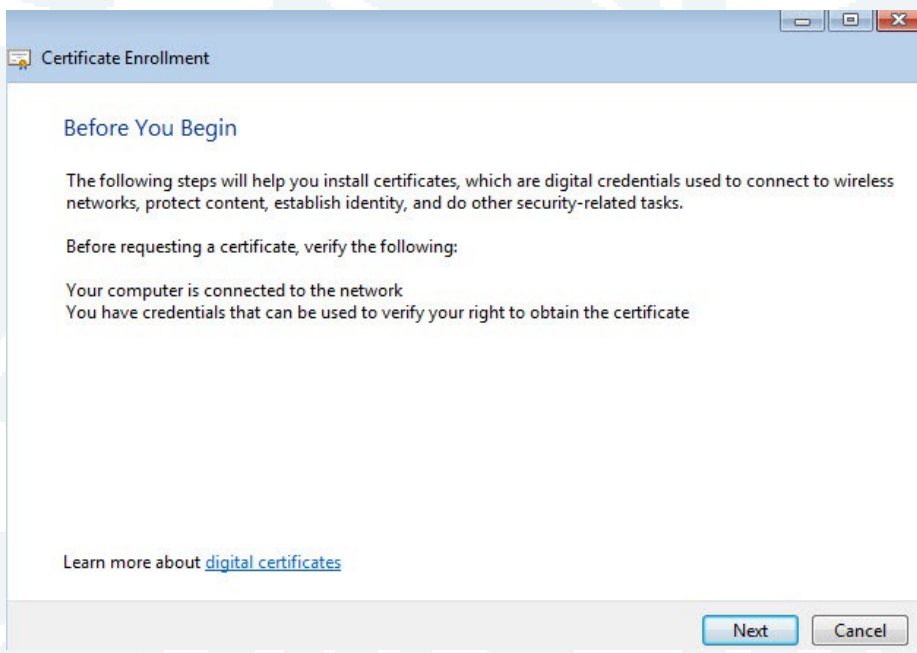 Certificate Enrollment
Before You Begin
The following steps will help you install certificates, which are digital credentials used to connect to wireless
networks, protect content, establish identity, and do other security-related tasks.
Before requesting a certificate, verify the following:
Your computer is connected to the network
You have credentials that can be used to verify your right to obtain the certificate
Learn more about digital certificates
Next Cancel